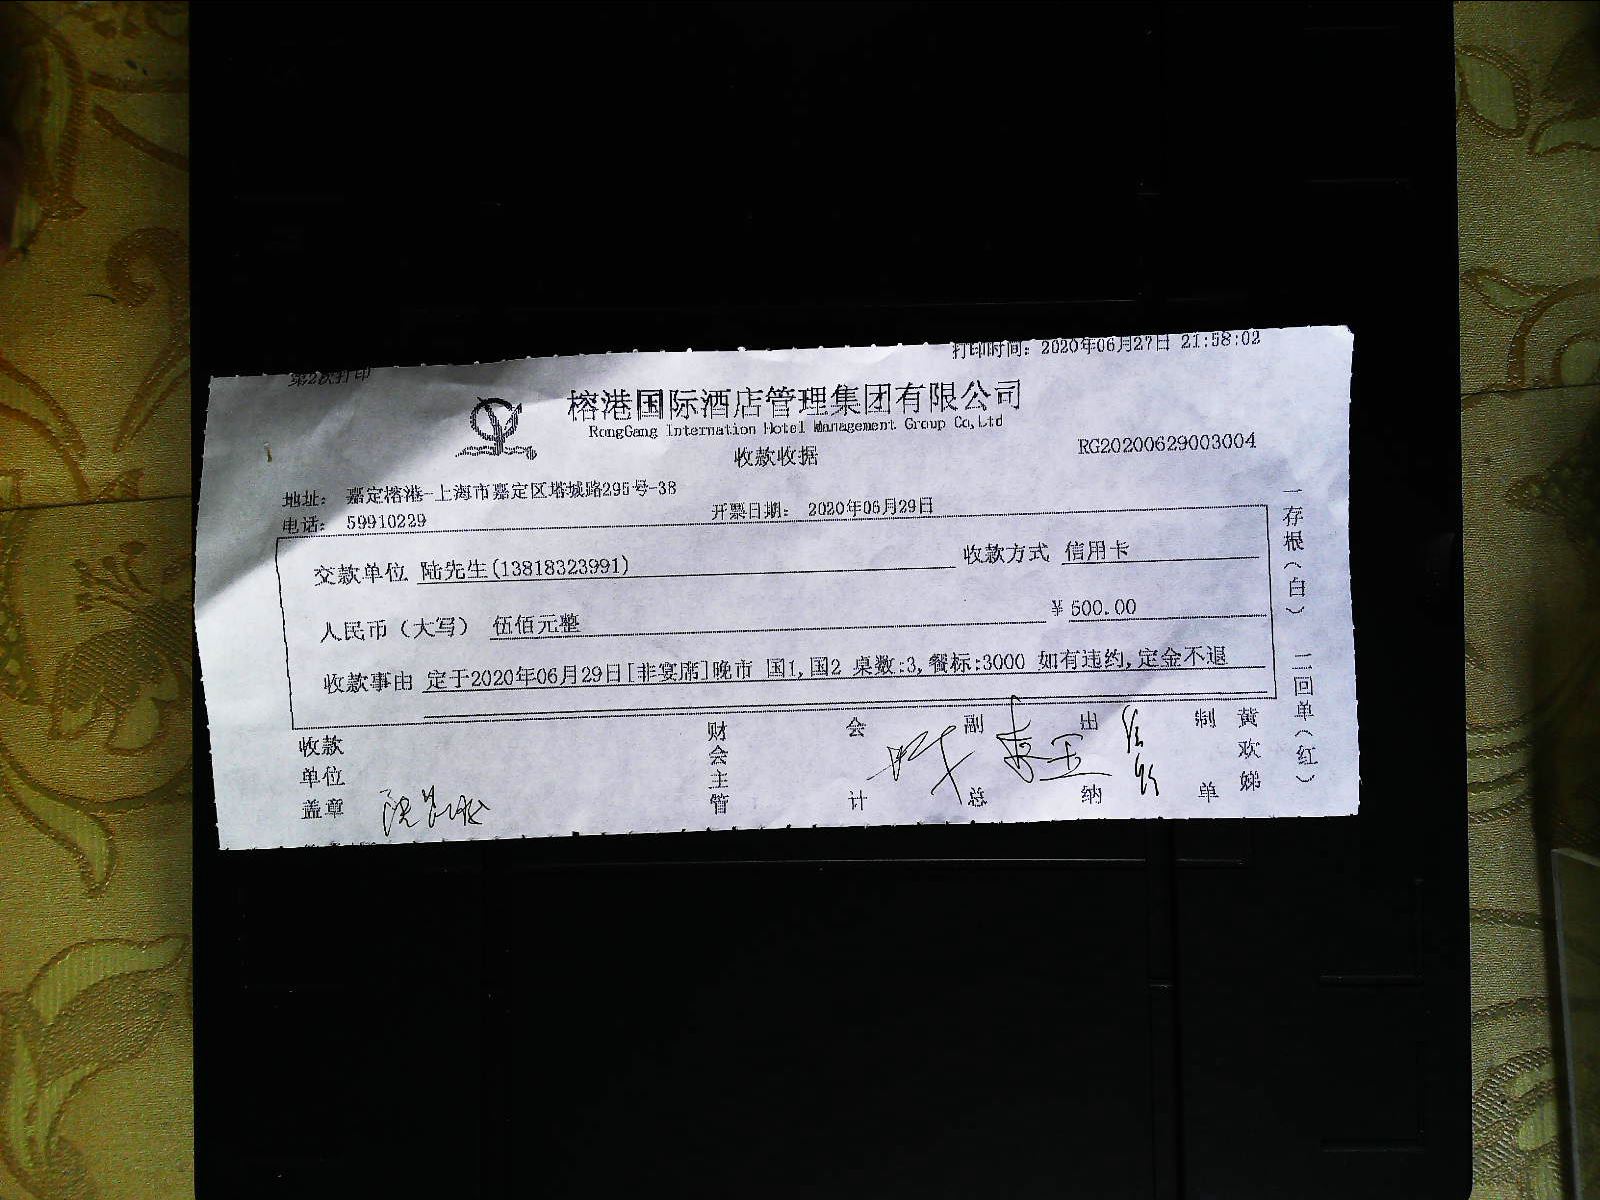 第2次打印
打印时间: 2020年06月27日 21:58:02
榕港国际酒店管理集团有限公司
RongGang Internation Hotel Management Group Co,Ltd
收款收据
RG20200629003004
地址: 嘉定榕港-上海市嘉定区塔城路295号-38
电话: 59910229
开票日期: 2020年06月29日
交款单位 陆先生(13818323991)
收款方式 信用卡
人民币（大写） 伍佰元整
¥ 500.00
收款事由 定于2020年06月29日[非宴席]晚市 国1,国2 桌数:3,餐标:3000 如有违约,定金不退
收款单位盖章
财会主管
会计
副总
出纳
制单
黄欢娣
一存根(白)
二回单(红)